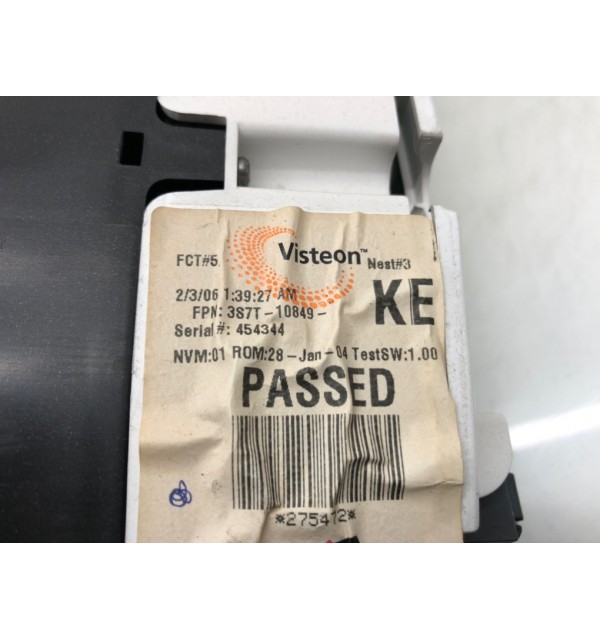 Visteon™
FCT#5 Nest#3
2/3/06 1:39:27 AM
FPN: 3S7T-10849- KE
Serial#: 454344
NVM:01 ROM:28-Jan-04 TestSW:1.00
PASSED
*275412*